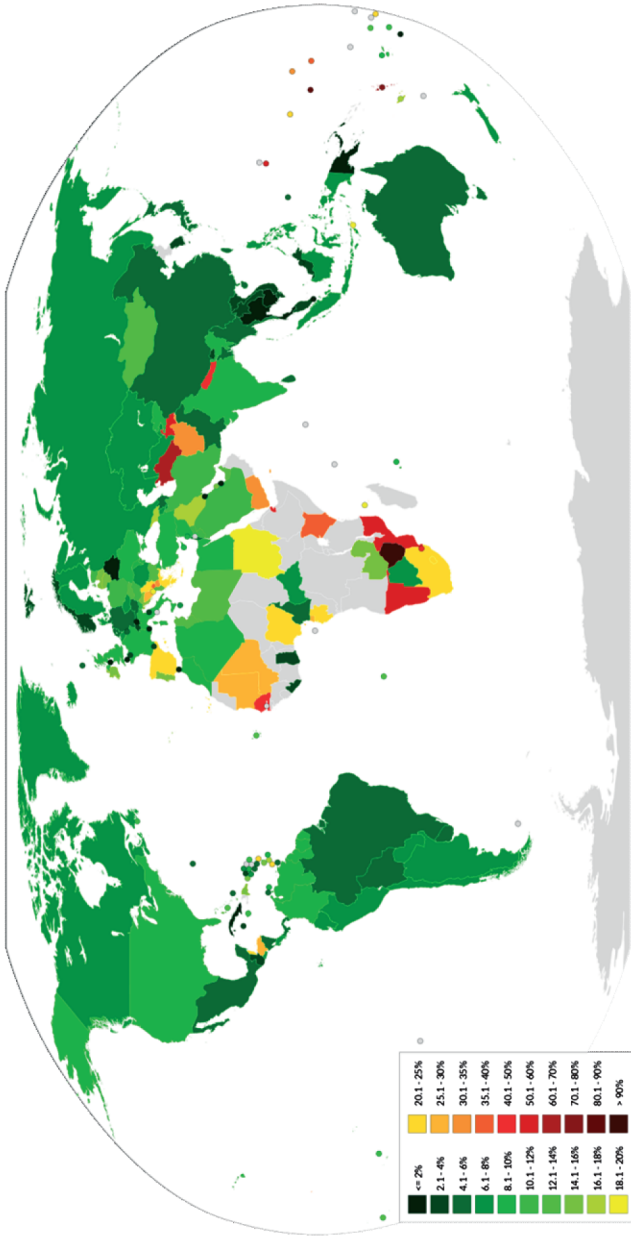 <= 2%
2.1 - 4%
4.1 - 6%
6.1 - 8%
8.1 - 10%
10.1 - 12%
12.1 - 14%
14.1 - 16%
16.1 - 18%
18.1 - 20%
20.1 - 25%
25.1 - 30%
30.1 - 35%
35.1 - 40%
40.1 - 50%
50.1 - 60%
60.1 - 70%
70.1 - 80%
80.1 - 90%
> 90%